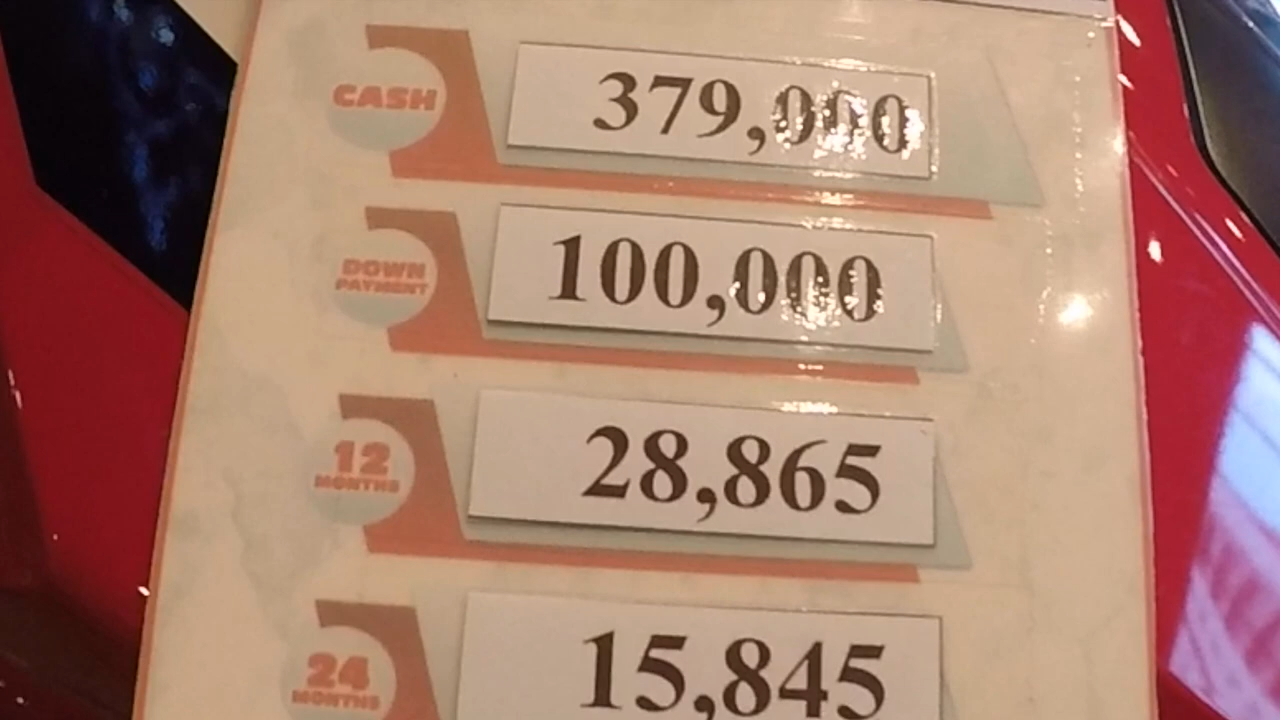 CASH
379,000
DOWN
PAYMENT
100,000
12
MONTHS
28,865
24
MONTHS
15,845